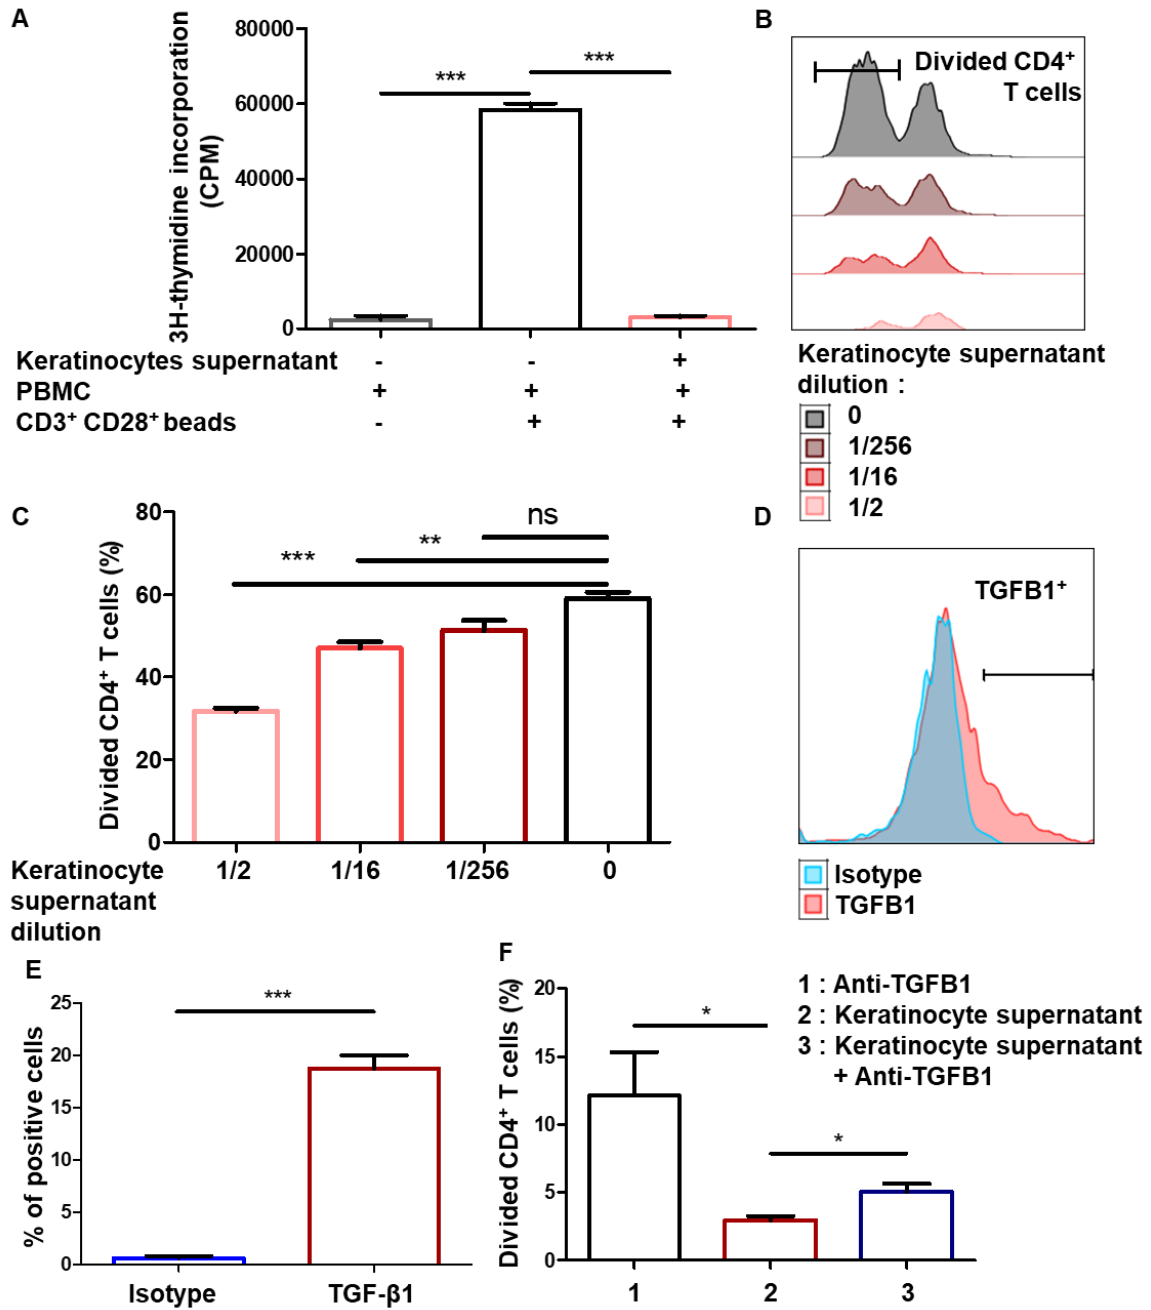 A
3H-thymidine incorporation
(CPM)
80000
60000
40000
20000
0
***
***
Keratinocytes supernatant - - +
PBMC + + +
CD3⁺ CD28⁺ beads - + +
B
Divided CD4⁺
T cells
Keratinocyte supernatant
dilution :
0
1/256
1/16
1/2
C
Divided CD4⁺ T cells (%)
80
60
40
20
0
ns
**
***
1/2 1/16 1/256 0
Keratinocyte
supernatant
dilution
D
TGFB1⁺
Isotype
TGFB1
E
% of positive cells
25
20
15
10
5
0
***
Isotype TGF-β1
F
Divided CD4⁺ T cells (%)
20
15
10
5
0
*
*
1 2 3
1 : Anti-TGFB1
2 : Keratinocyte supernatant
3 : Keratinocyte supernatant
+ Anti-TGFB1